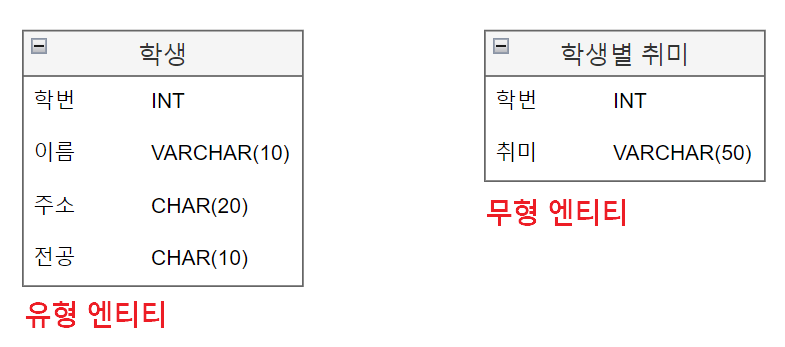 학생
학번 INT
이름 VARCHAR(10)
주소 CHAR(20)
전공 CHAR(10)
유형 엔티티
학생별 취미
학번 INT
취미 VARCHAR(50)
무형 엔티티